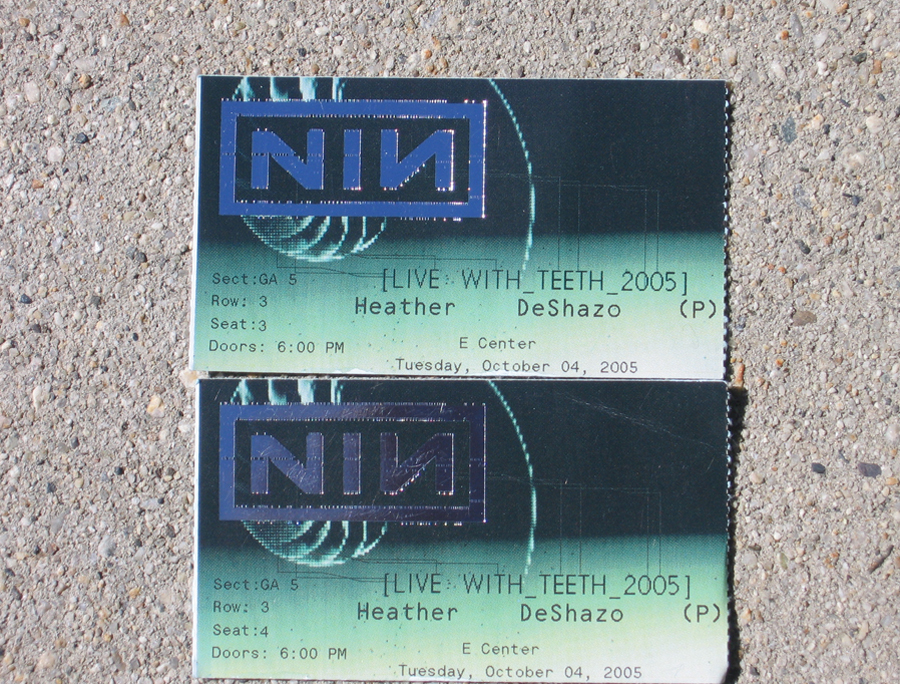 NIN
[LIVE WITH_TEETH_2005]
Sect:GA 5
Heather DeShazo (P)
Row: 3
Seat:3
Doors: 6:00 PM
E Center
Tuesday, October 04, 2005
NIN
[LIVE WITH_TEETH_2005]
Sect:GA 5
Heather DeShazo (P)
Row: 3
Seat:4
Doors: 6:00 PM
E Center
Tuesday, October 04, 2005